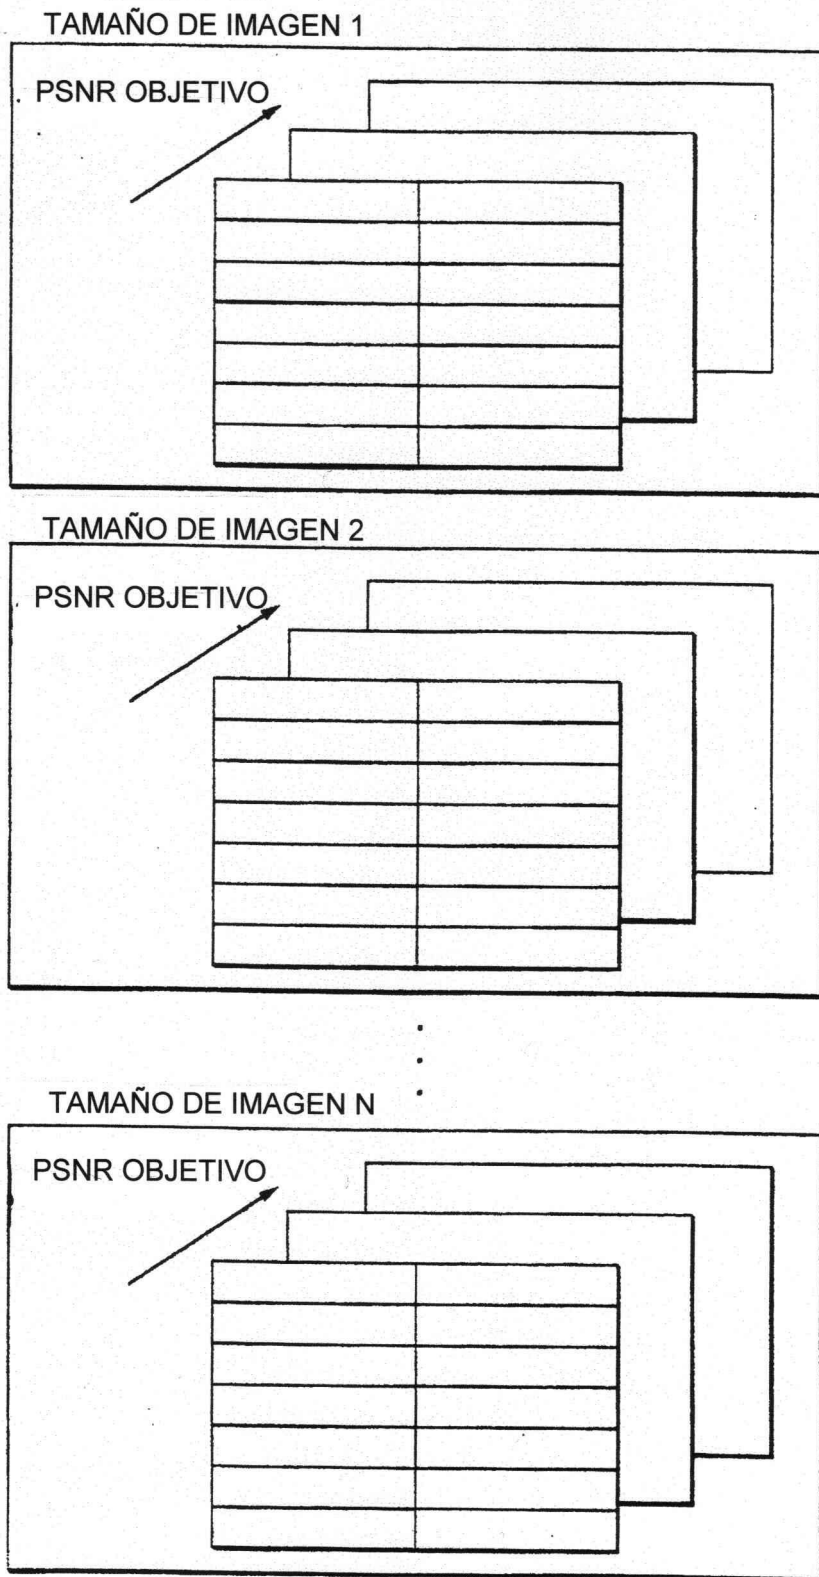 TAMAÑO DE IMAGEN 1
PSNR OBJETIVO
TAMAÑO DE IMAGEN 2
PSNR OBJETIVO
TAMAÑO DE IMAGEN N
PSNR OBJETIVO